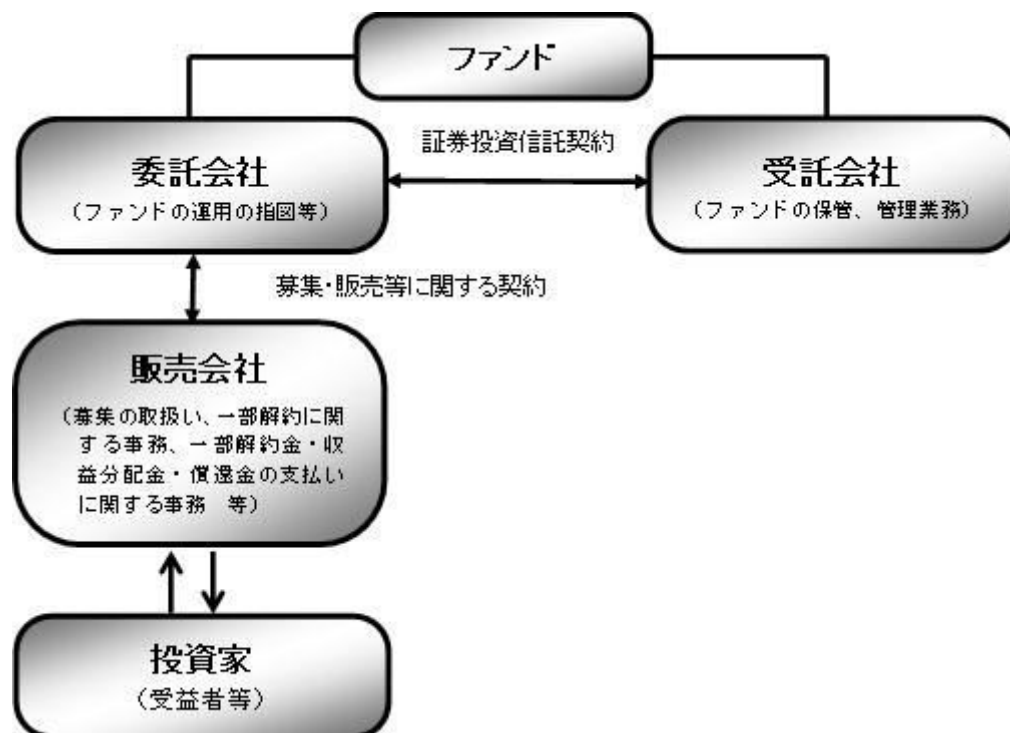 ファンド
証券投資信託契約
委託会社
(ファンドの運用の指図等)
受託会社
(ファンドの保管、管理業務)
募集・販売等に関する契約
販売会社
(募集の取扱い、一部解約に関
する事務、一部解約金・収
益分配金・償還金の支払い
に関する事務 等)
投資家
(受益者等)